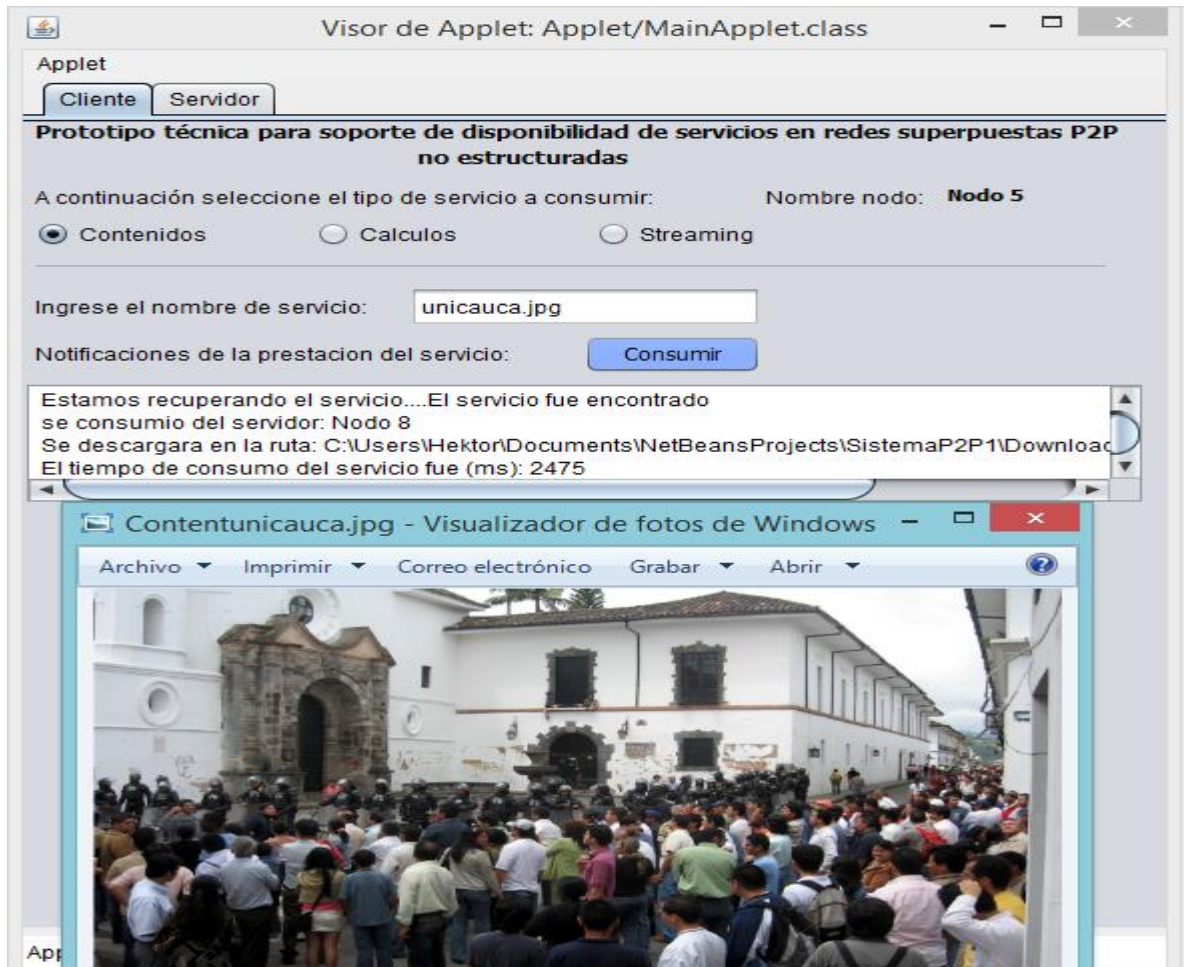 Visor de Applet: Applet/MainApplet.class
Applet
Cliente Servidor
Prototipo técnica para soporte de disponibilidad de servicios en redes superpuestas P2P
no estructuradas
A continuación seleccione el tipo de servicio a consumir: Nombre nodo: Nodo 5
Contenidos Calculos Streaming
Ingrese el nombre de servicio: unicauca.jpg
Notificaciones de la prestacion del servicio: Consumir
Estamos recuperando el servicio....El servicio fue encontrado
se consumio del servidor: Nodo 8
Se descargara en la ruta: C:\Users\Hektor\Documents\NetBeansProjects\SistemaP2P1\Downloac
El tiempo de consumo del servicio fue (ms): 2475
Contentunicauca.jpg - Visualizador de fotos de Windows
Archivo Imprimir Correo electrónico Grabar Abrir
App